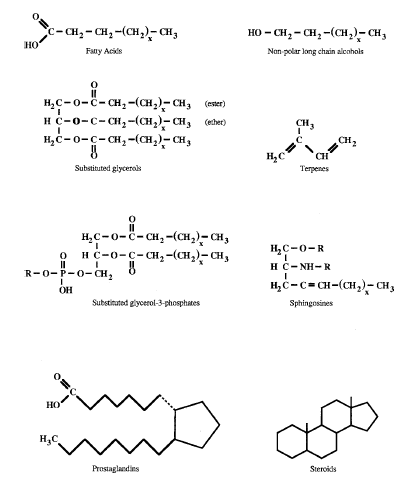 O
C – CH2 – CH2 – (CH2)x – CH3
HO
Fatty Acids
HO – CH2 – CH2 – (CH2)x – CH3
Non-polar long chain alcohols
O
H2C – O – C – CH2 – (CH2)x – CH3 (ester)
H C – O – C – CH2 – (CH2)x – CH3 (ether)
H2C – O – C – CH2 – (CH2)x – CH3
O
Substituted glycerols
CH3
H2C CH CH2
Terpenes
O
H2C – O – C – CH2 – (CH2)x – CH3
O H C – O – C – CH2 – (CH2)x – CH3
R – O – P – O – CH2
OH
Substituted glycerol-3-phosphates
H2C – O – R
H C – NH – R
H2C – C = CH – (CH2)x – CH3
Sphingosines
O
C
HO
H3C
Prostaglandins
Steroids